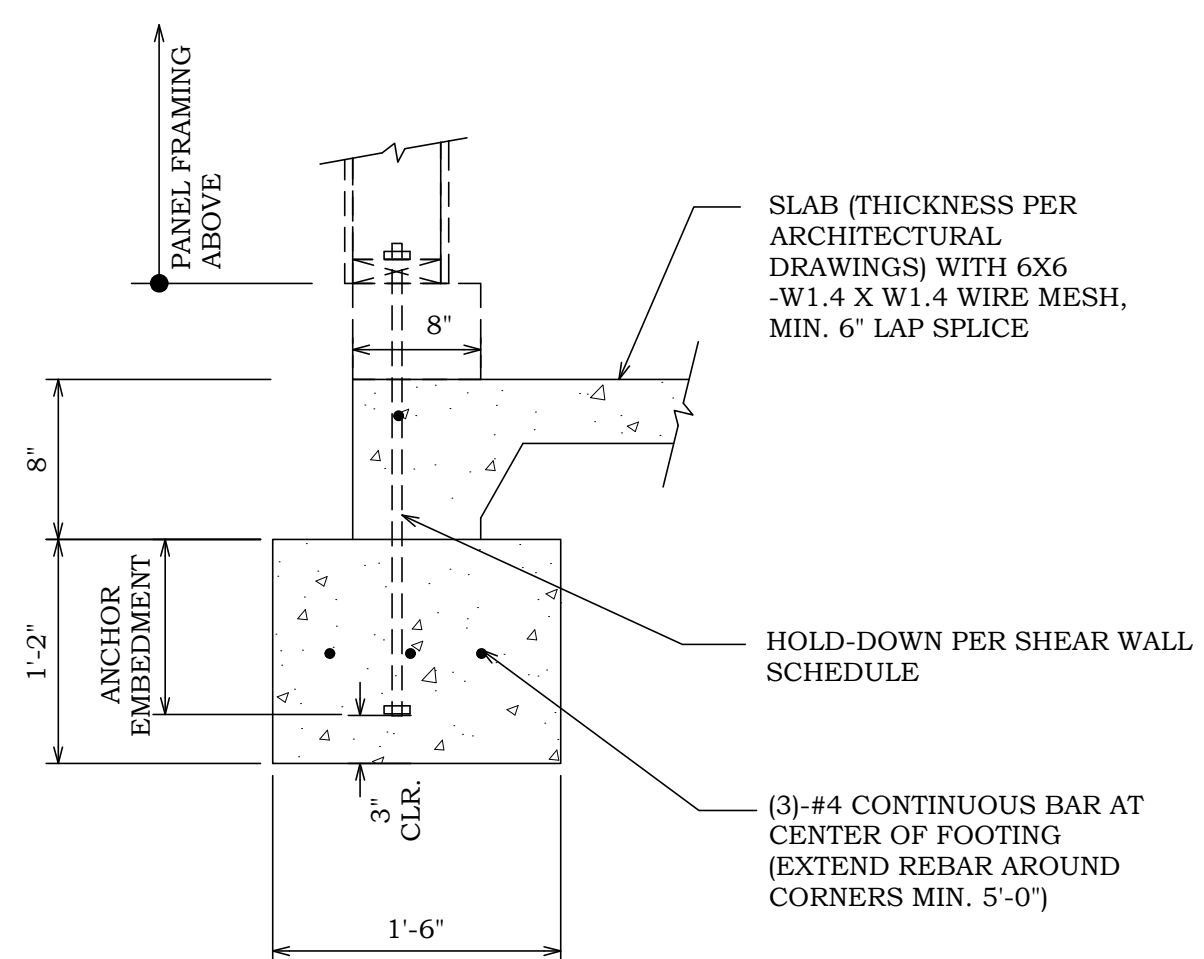 PANEL FRAMING
ABOVE
SLAB (THICKNESS PER
ARCHITECTURAL
DRAWINGS) WITH 6X6
-W1.4 X W1.4 WIRE MESH,
MIN. 6" LAP SPLICE
8"
8"
ANCHOR
EMBEDMENT
1'-2"
HOLD-DOWN PER SHEAR WALL
SCHEDULE
3"
CLR.
(3)-#4 CONTINUOUS BAR AT
CENTER OF FOOTING
(EXTEND REBAR AROUND
CORNERS MIN. 5'-0")
1'-6"